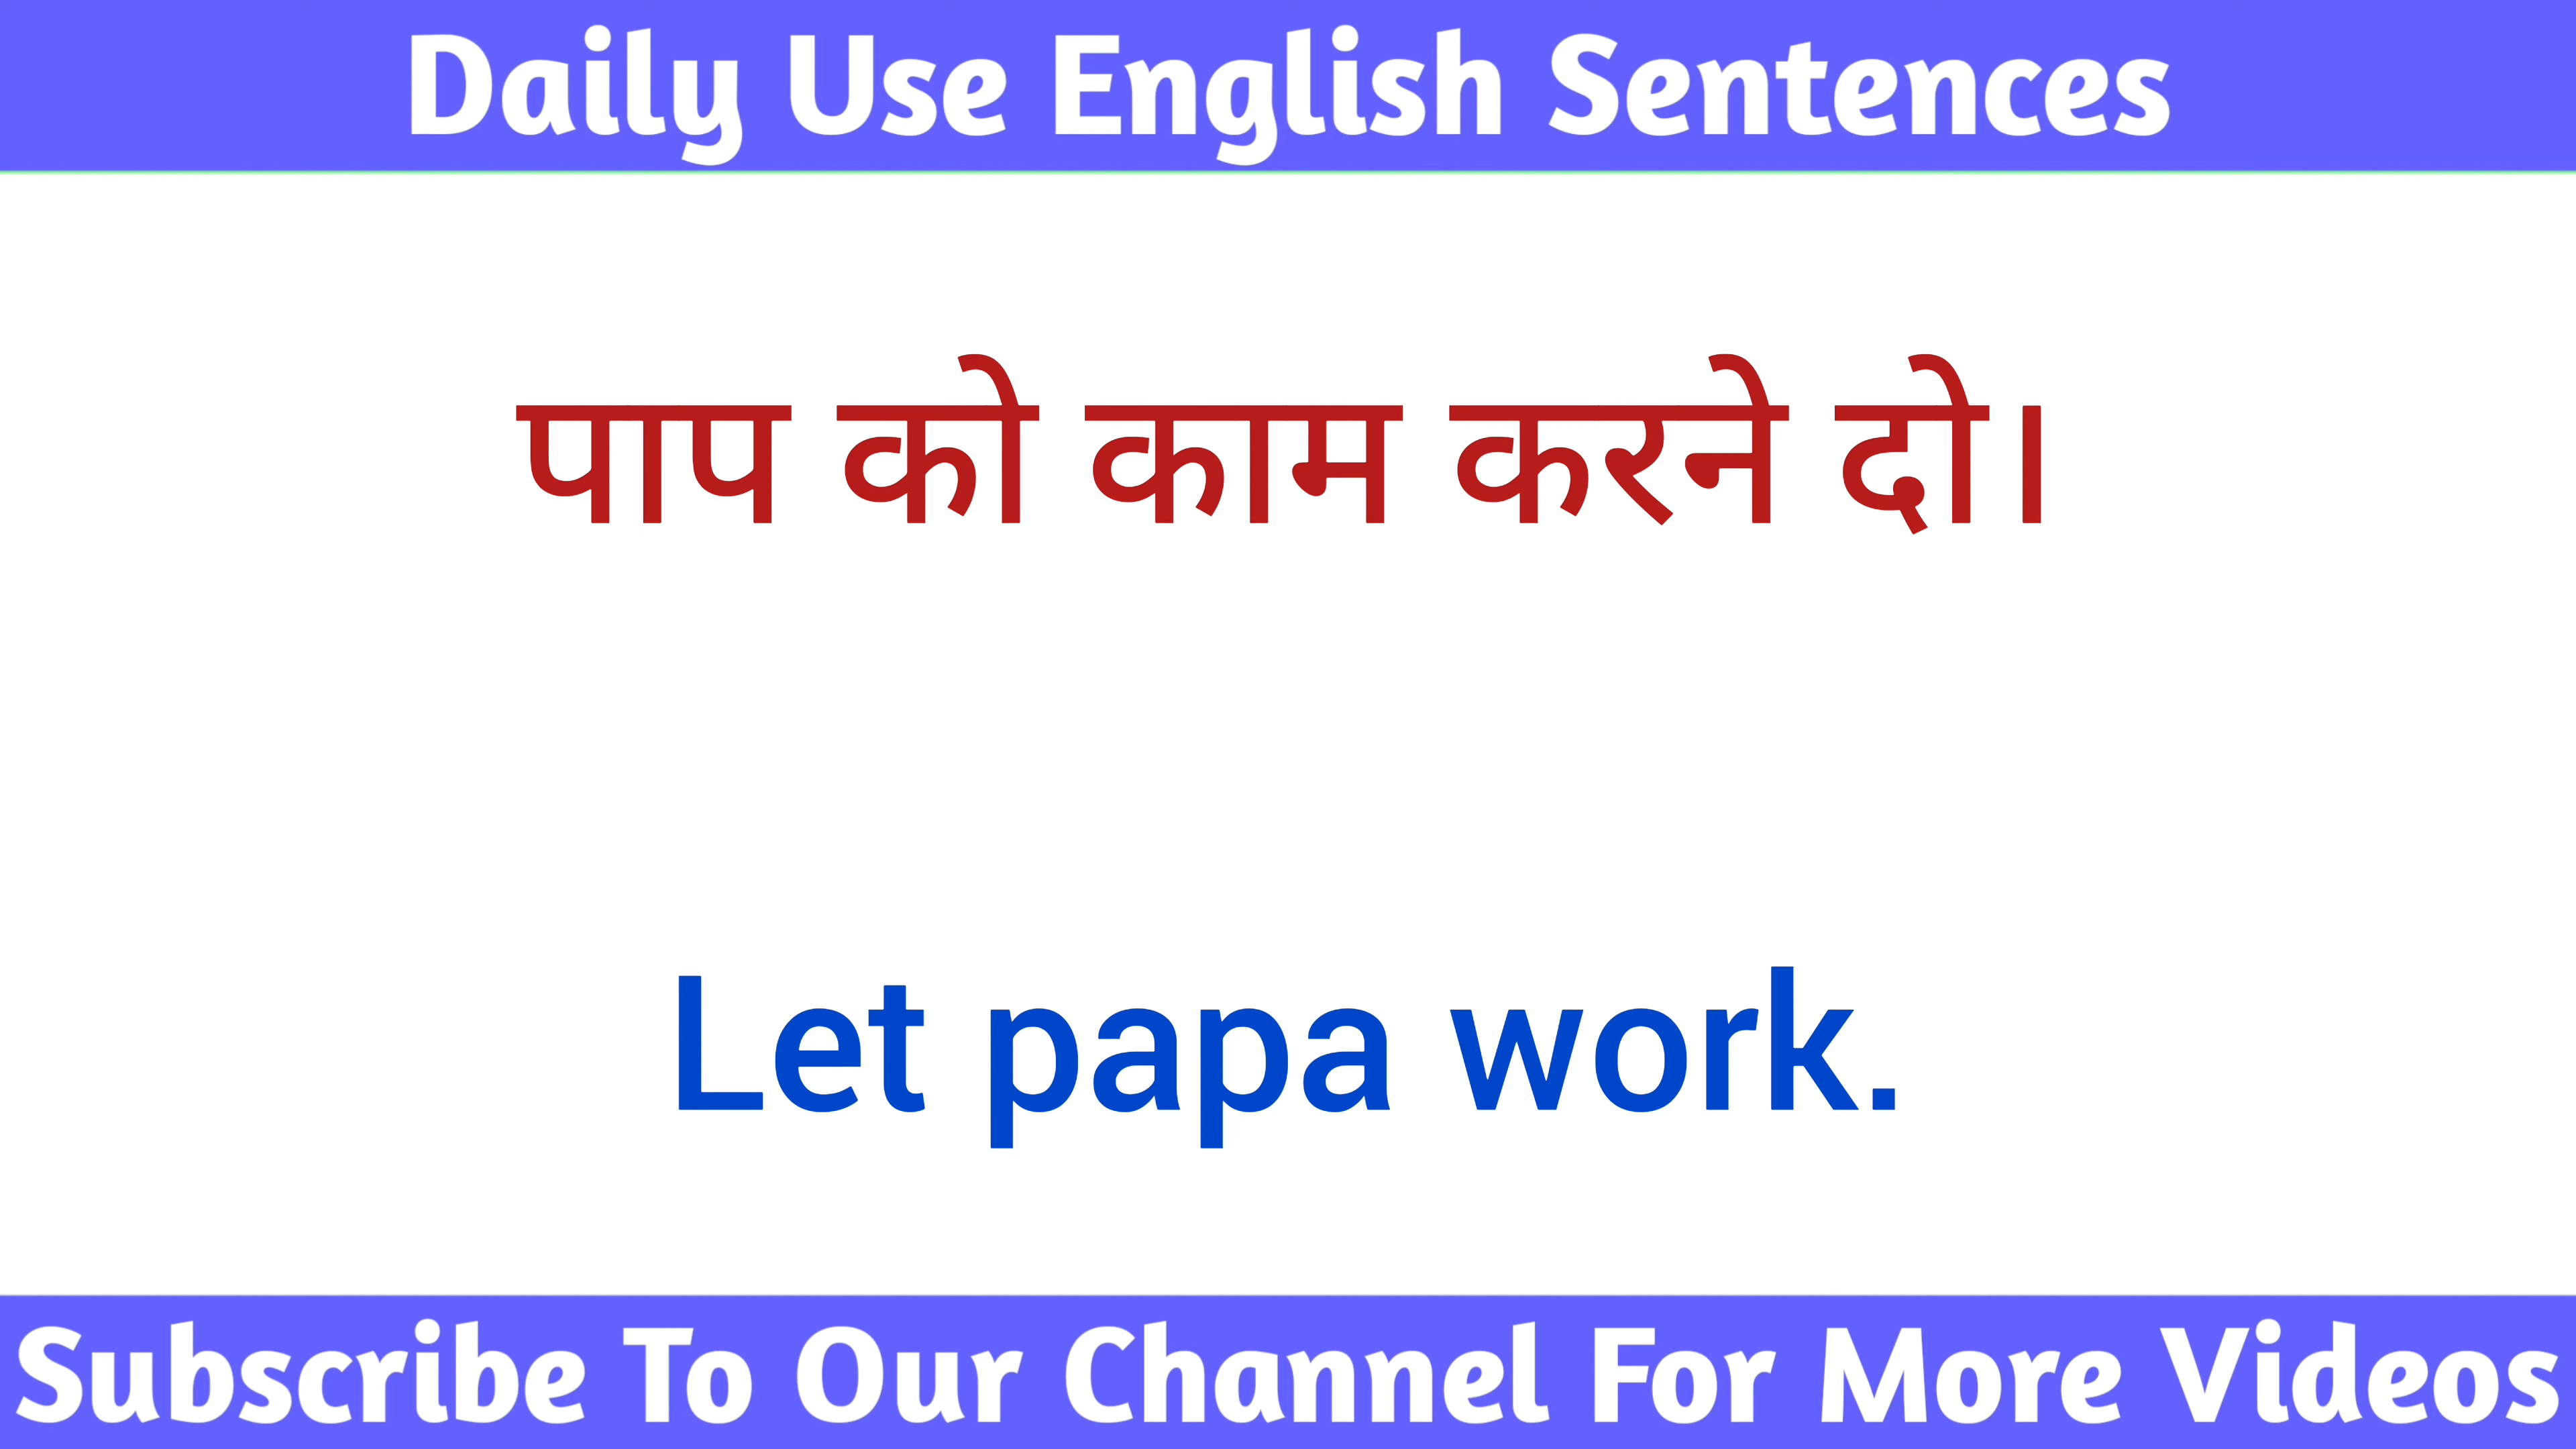 Daily Use English Sentences
पाप को काम करने दो।
Let papa work.
Subscribe To Our Channel For More Videos